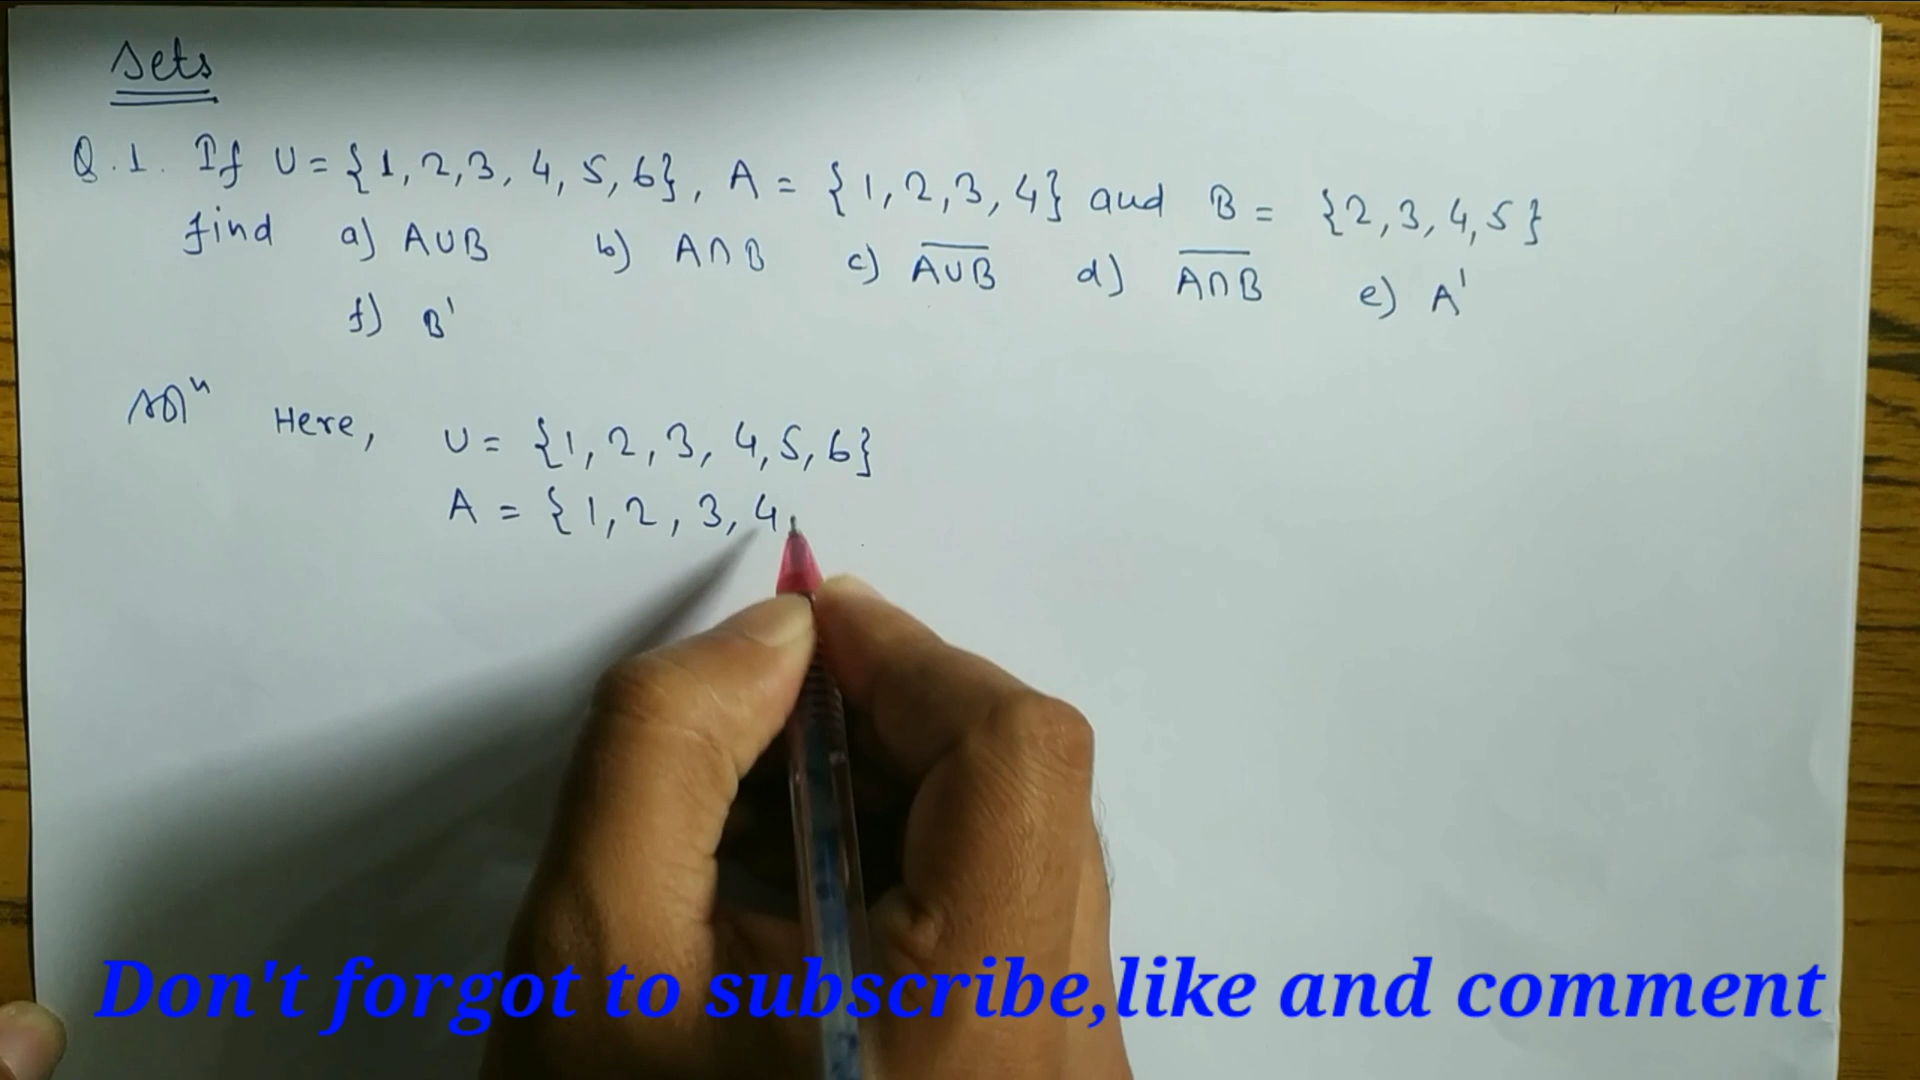 Sets
Q.1. If U = {1, 2, 3, 4, 5, 6}, A = {1, 2, 3, 4} and B = {2, 3, 4, 5}
find a) A∪B b) A∩B c) A̅∪̅B̅ d) A̅∩̅B̅ e) A'
f) B'
Solⁿ Here, U = {1, 2, 3, 4, 5, 6}
A = {1, 2, 3, 4
Don't forgot to subscribe,like and comment